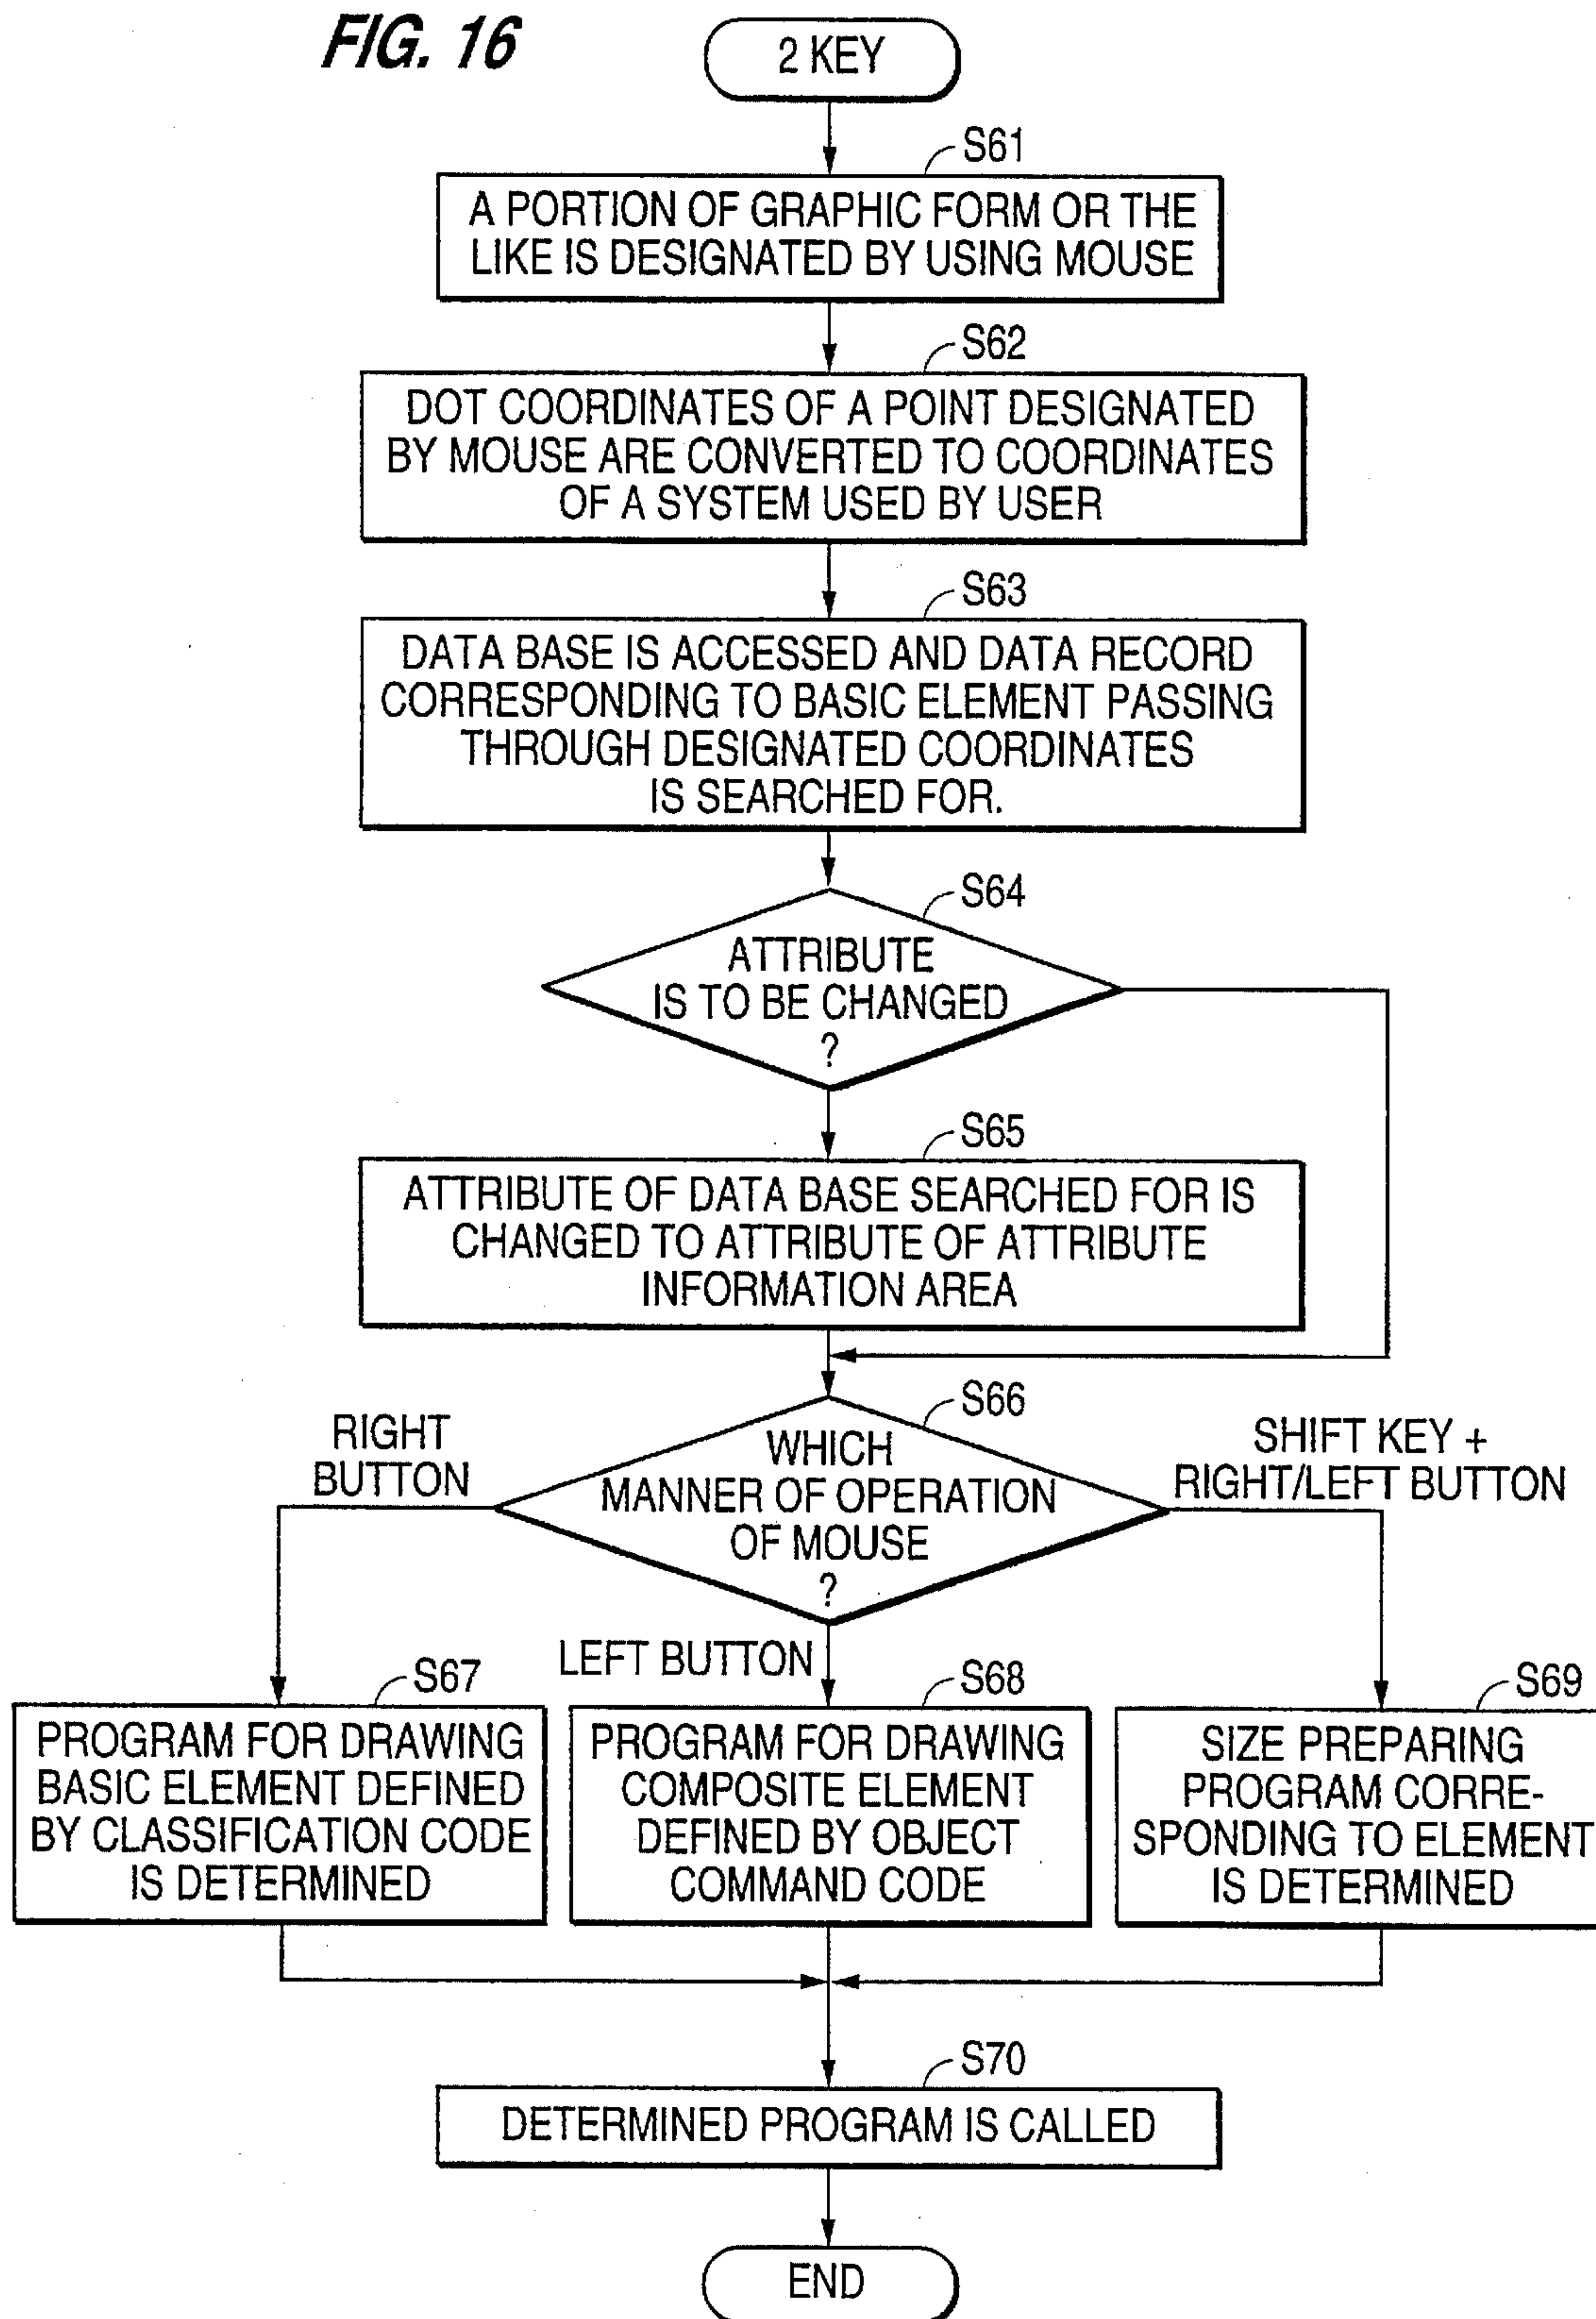 FIG. 16
2 KEY
S61
A PORTION OF GRAPHIC FORM OR THE
LIKE IS DESIGNATED BY USING MOUSE
S62
DOT COORDINATES OF A POINT DESIGNATED
BY MOUSE ARE CONVERTED TO COORDINATES
OF A SYSTEM USED BY USER
S63
DATA BASE IS ACCESSED AND DATA RECORD
CORRESPONDING TO BASIC ELEMENT PASSING
THROUGH DESIGNATED COORDINATES
IS SEARCHED FOR.
S64
ATTRIBUTE
IS TO BE CHANGED
?
S65
ATTRIBUTE OF DATA BASE SEARCHED FOR IS
CHANGED TO ATTRIBUTE OF ATTRIBUTE
INFORMATION AREA
S66
WHICH
MANNER OF OPERATION
OF MOUSE
?
RIGHT
BUTTON
LEFT BUTTON
SHIFT KEY +
RIGHT/LEFT BUTTON
S67
PROGRAM FOR DRAWING
BASIC ELEMENT DEFINED
BY CLASSIFICATION CODE
IS DETERMINED
S68
PROGRAM FOR DRAWING
COMPOSITE ELEMENT
DEFINED BY OBJECT
COMMAND CODE
S69
SIZE PREPARING
PROGRAM CORRE-
SPONDING TO ELEMENT
IS DETERMINED
S70
DETERMINED PROGRAM IS CALLED
END